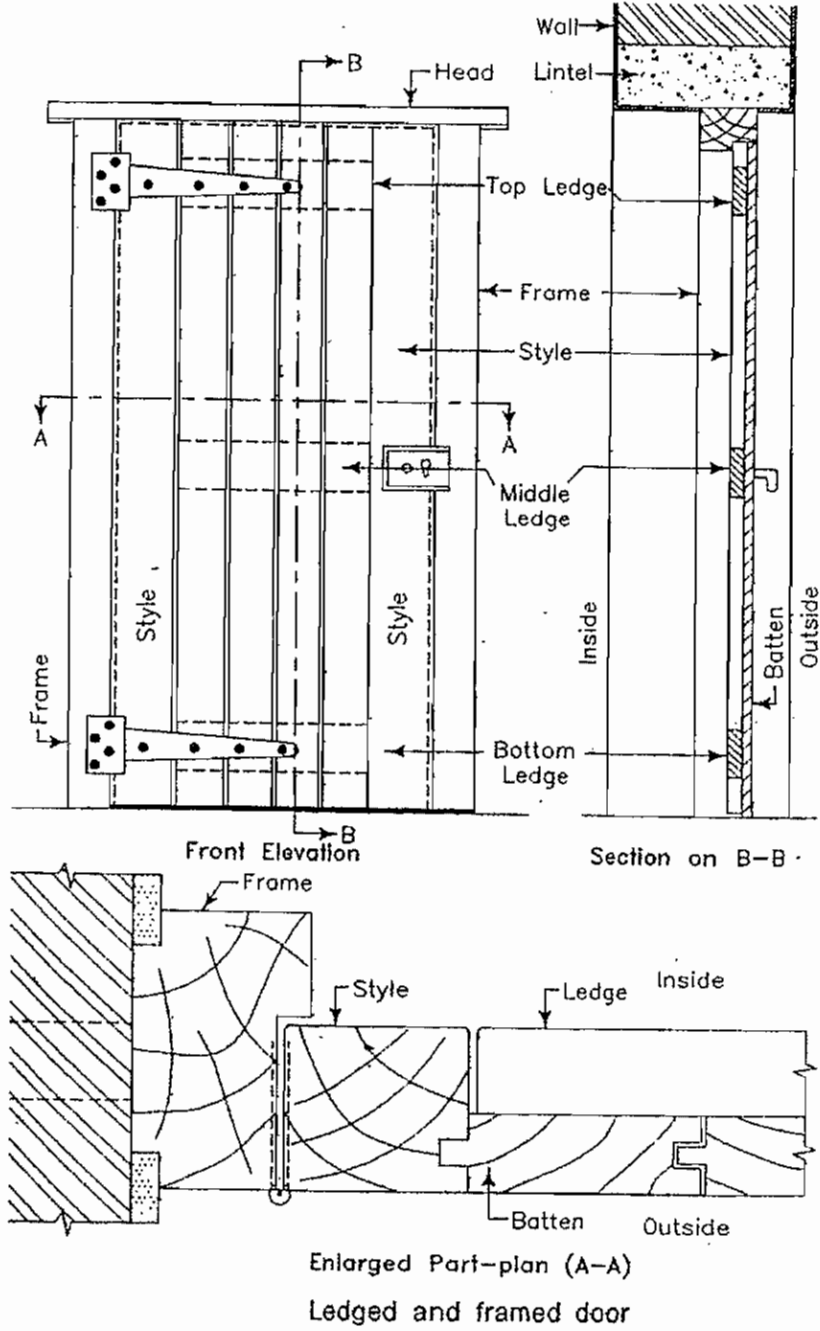 Wall
B
Head
Lintel
Top Ledge
Frame
Style
A
A
Middle
Ledge
Style
Style
Inside
Batten
Outside
Frame
Bottom
Ledge
B
Front Elevation
Section on B-B
Frame
Style
Ledge
Inside
Batten
Outside
Enlarged Part-plan (A-A)
Ledged and framed door